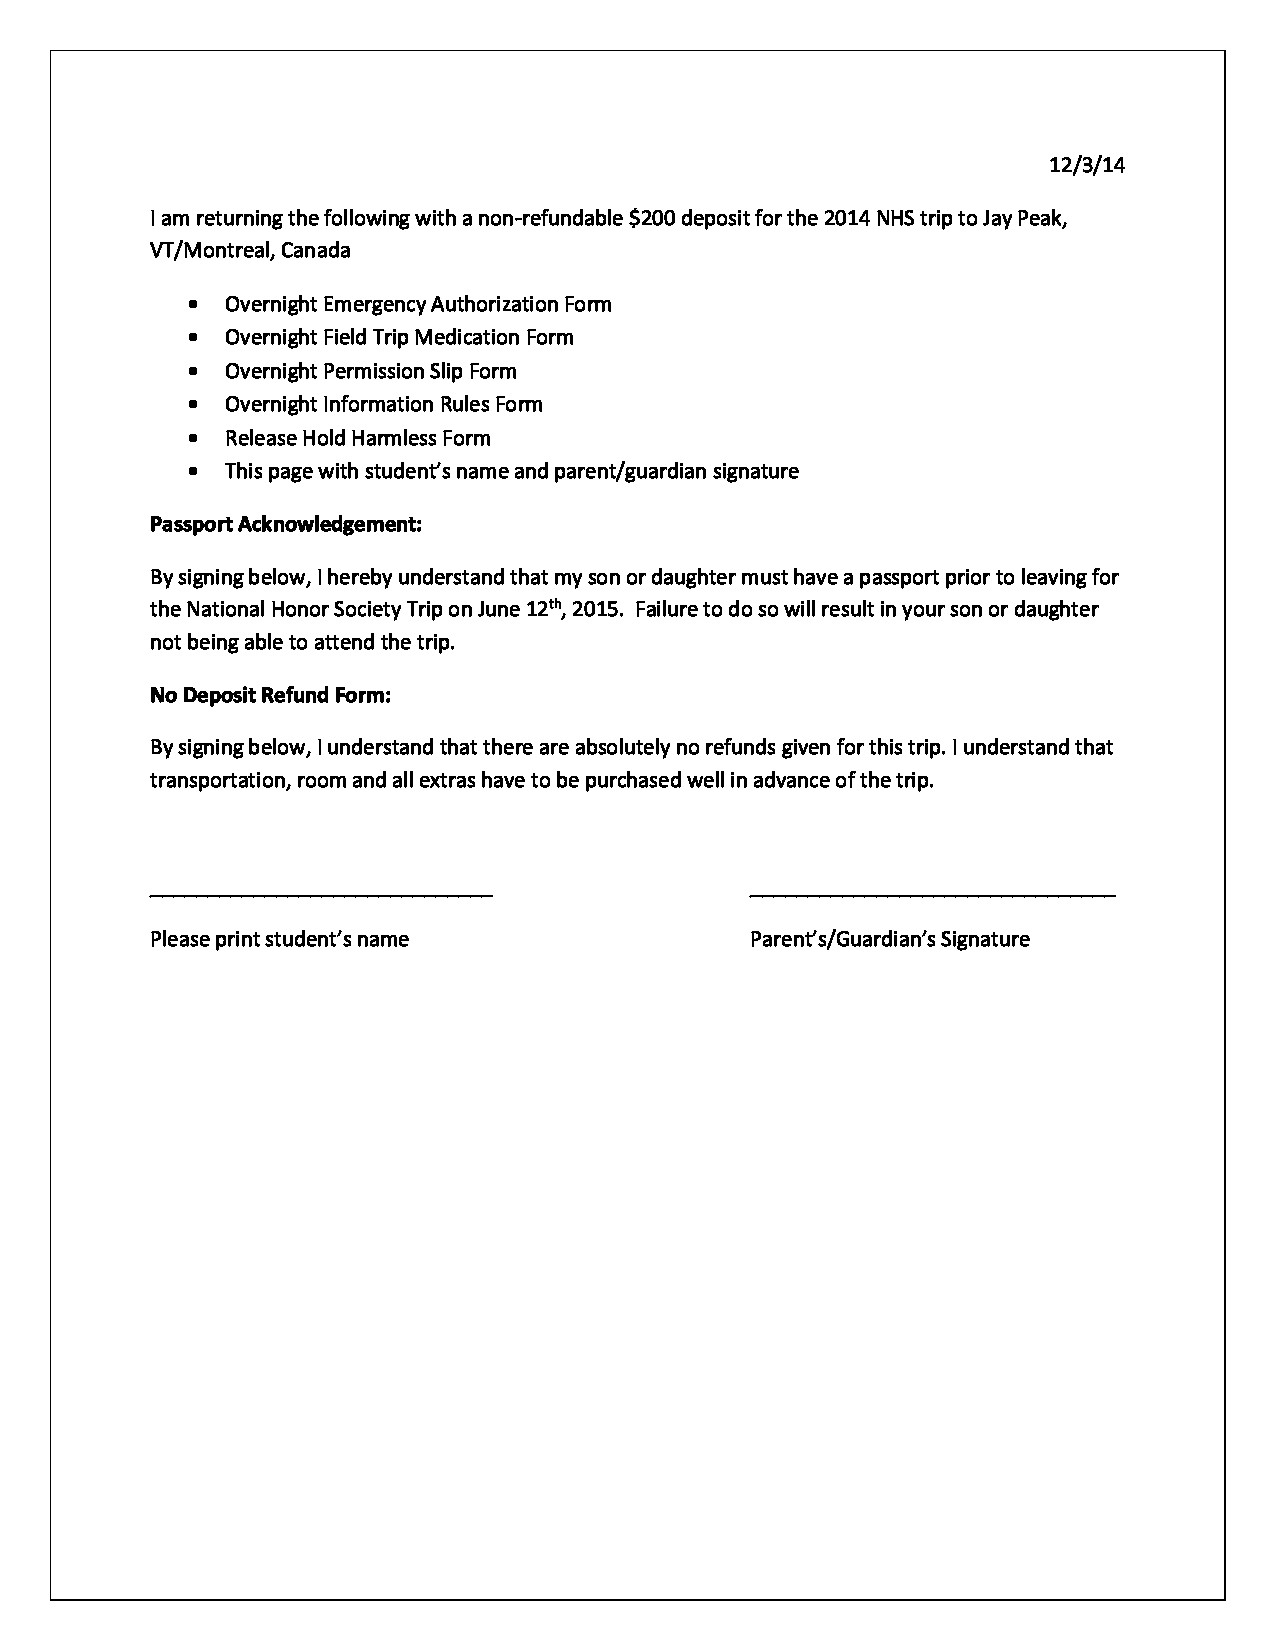 12/3/14
I am returning the following with a non-refundable $200 deposit for the 2014 NHS trip to Jay Peak,
VT/Montreal, Canada
• Overnight Emergency Authorization Form
• Overnight Field Trip Medication Form
• Overnight Permission Slip Form
• Overnight Information Rules Form
• Release Hold Harmless Form
• This page with student’s name and parent/guardian signature
Passport Acknowledgement:
By signing below, I hereby understand that my son or daughter must have a passport prior to leaving for
the National Honor Society Trip on June 12th, 2015.  Failure to do so will result in your son or daughter
not being able to attend the trip.
No Deposit Refund Form:
By signing below, I understand that there are absolutely no refunds given for this trip. I understand that
transportation, room and all extras have to be purchased well in advance of the trip.
Please print student’s name Parent’s/Guardian’s Signature